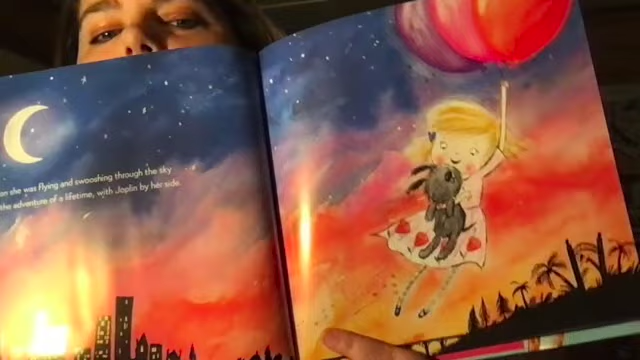 on she was flying and swooshing through the sky
the adventure of a lifetime, with Joplin by her side.